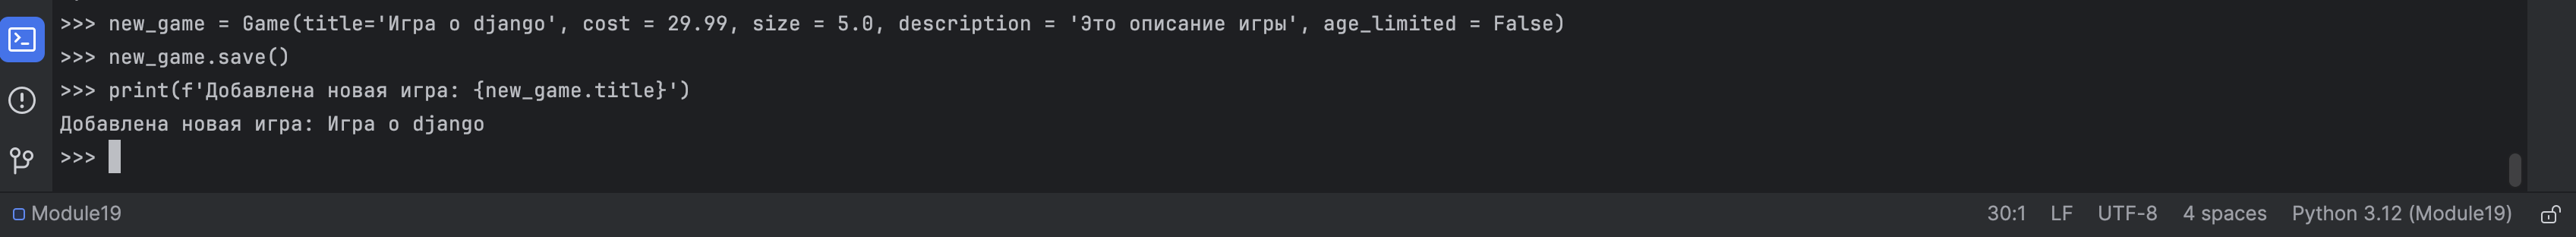 >>> new_game = Game(title='Игра о django', cost = 29.99, size = 5.0, description = 'Это описание игры', age_limited = False)
>>> new_game.save()
>>> print(f'Добавлена новая игра: {new_game.title}')
Добавлена новая игра: Игра о django
>>>
Module19 30:1 LF UTF-8 4 spaces Python 3.12 (Module19)